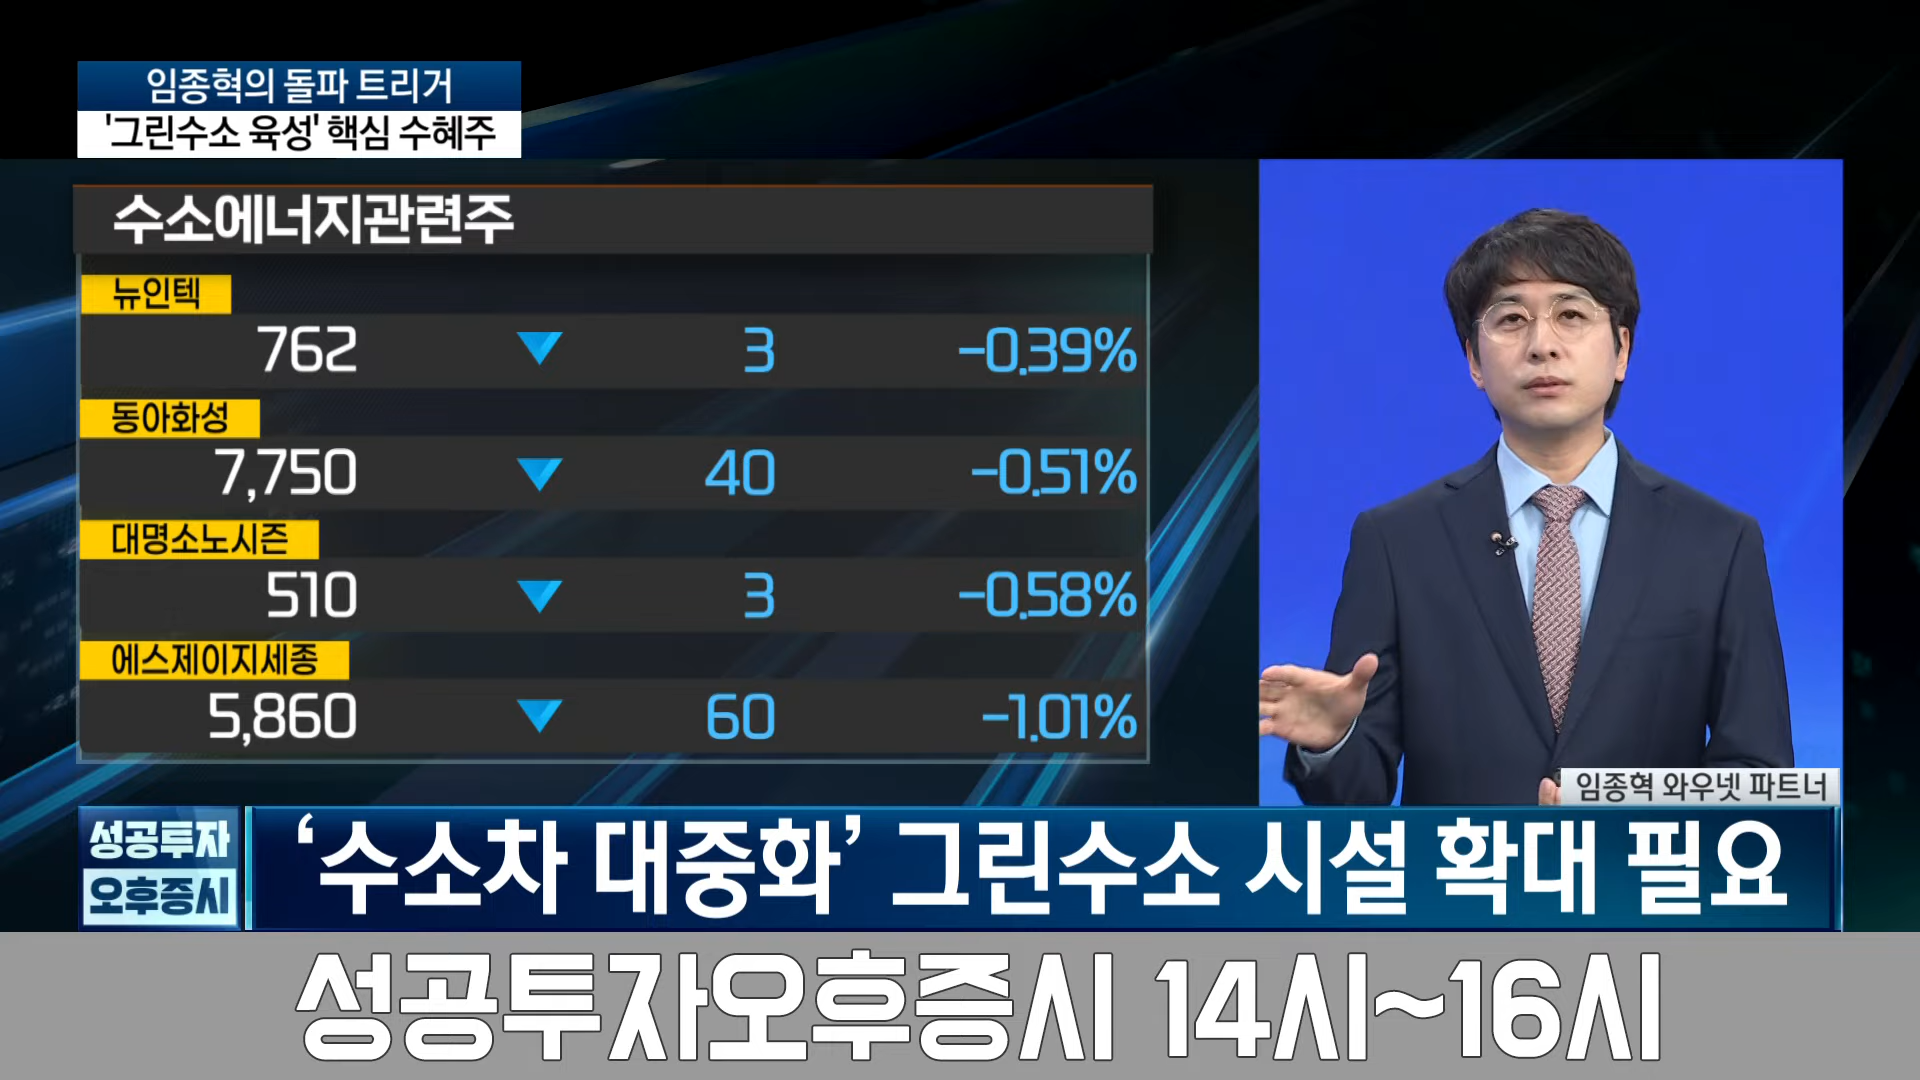 임종혁의 돌파 트리거
'그린수소 육성' 핵심 수혜주
수소에너지관련주
뉴인텍
762 ▼ 3 -0.39%
동아화성
7,750 ▼ 40 -0.51%
대명소노시즌
510 ▼ 3 -0.58%
에스제이지세종
5,860 ▼ 60 -1.01%
임종혁 와우넷 파트너
성공투자
오후증시
‘수소차 대중화’ 그린수소 시설 확대 필요
성공투자오후증시 14시~16시